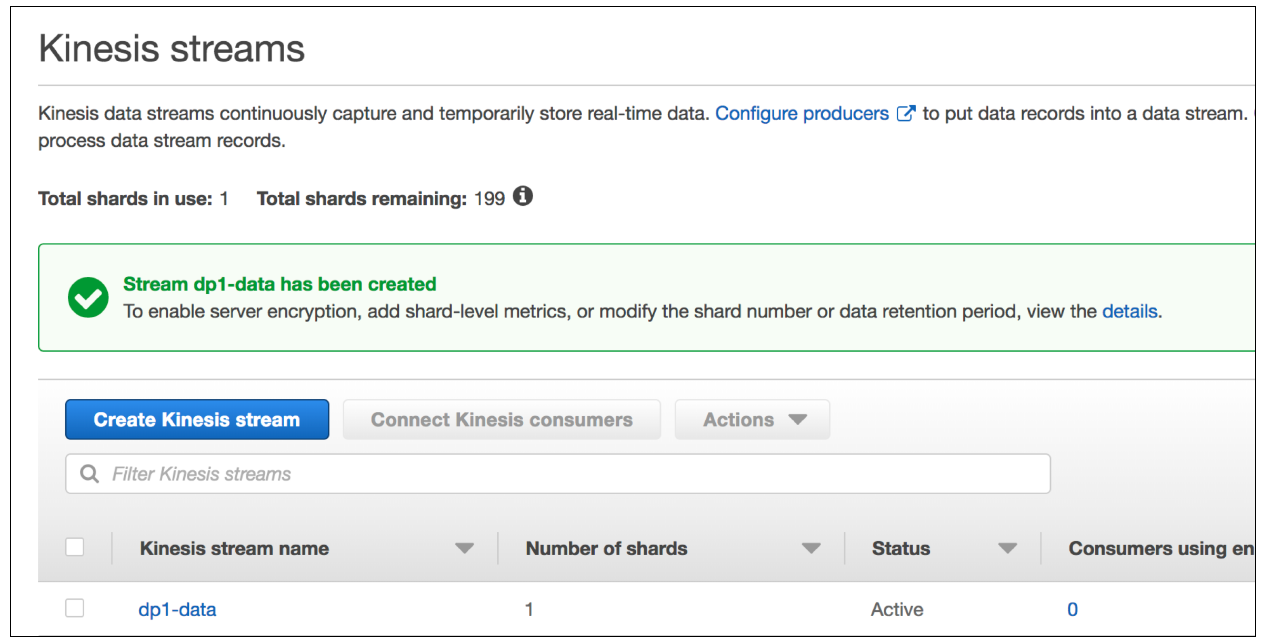 Kinesis streams
Kinesis data streams continuously capture and temporarily store real-time data. Configure producers to put data records into a data stream.
process data stream records.
Total shards in use: 1 Total shards remaining: 199
Stream dp1-data has been created
To enable server encryption, add shard-level metrics, or modify the shard number or data retention period, view the details.
Create Kinesis stream Connect Kinesis consumers Actions
Filter Kinesis streams
Kinesis stream name Number of shards Status Consumers using en
dp1-data 1 Active 0